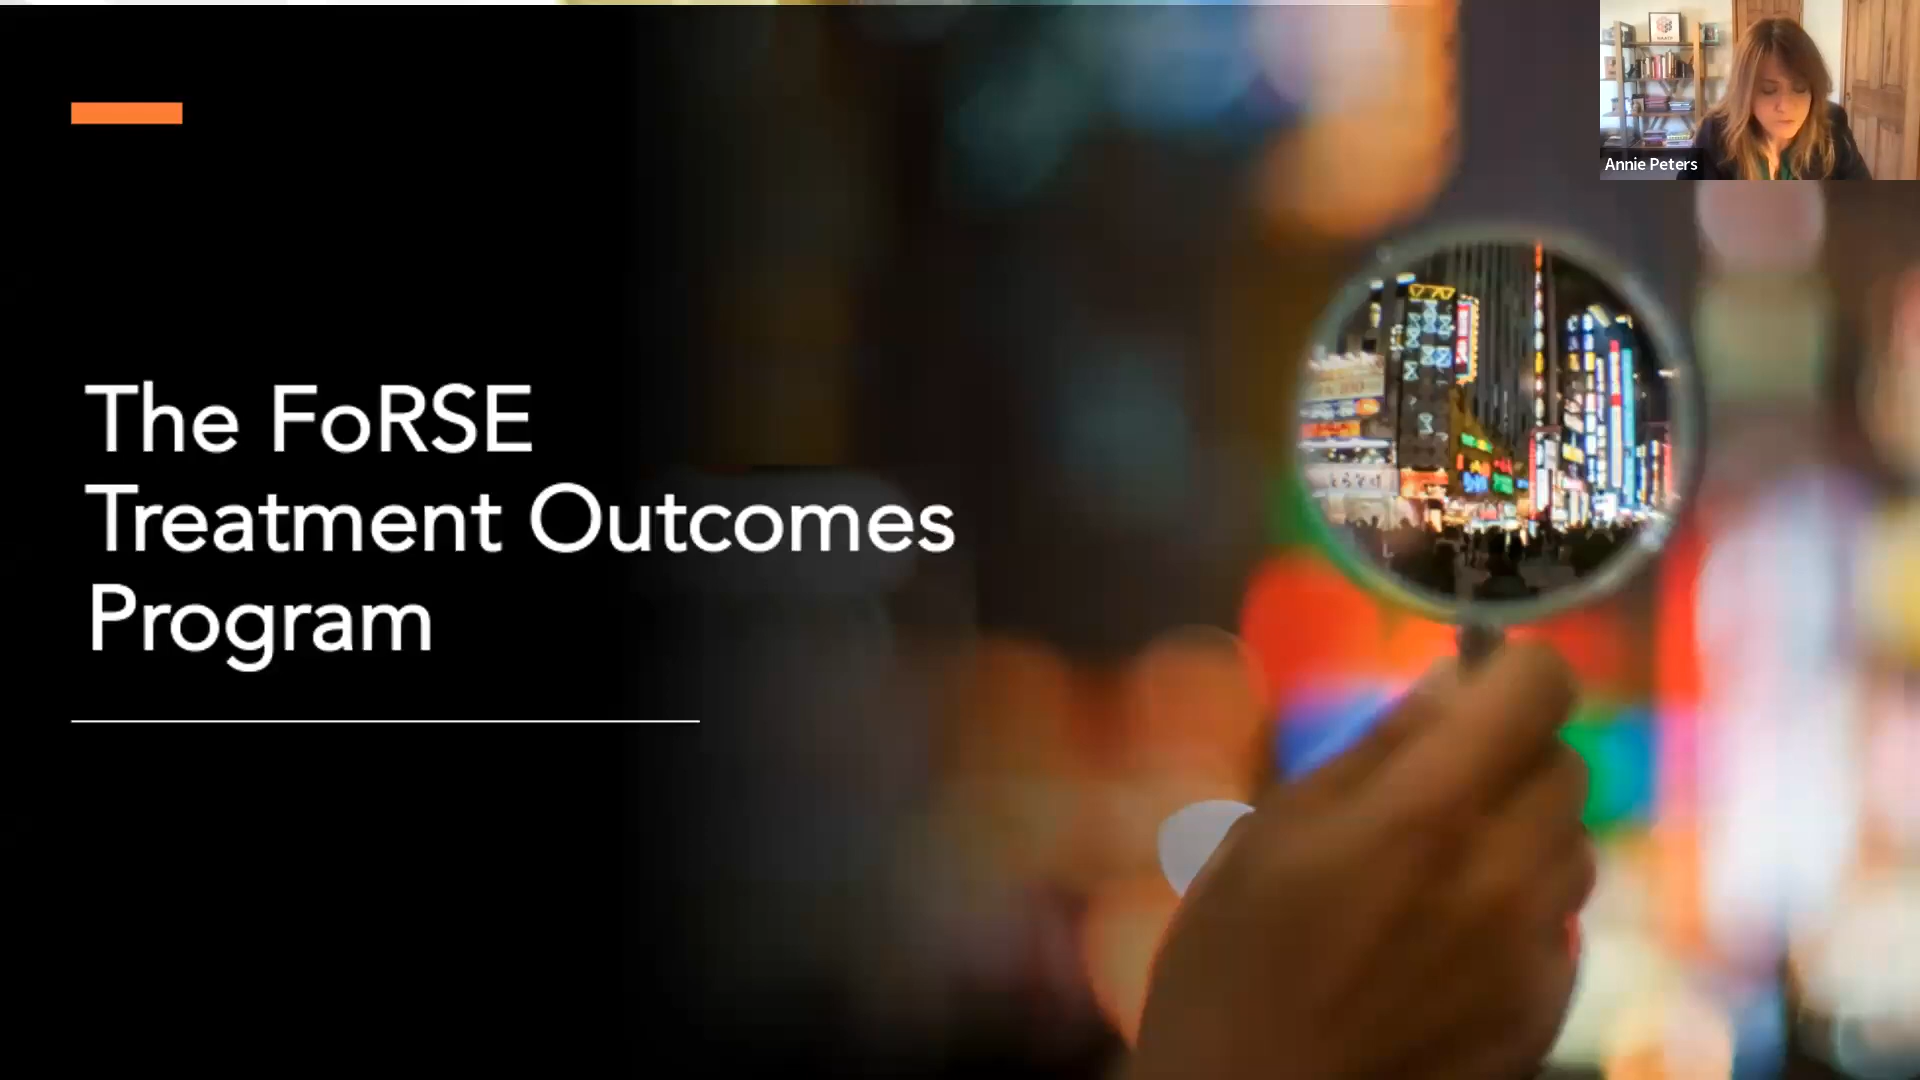 The FoRSE
Treatment Outcomes
Program
Annie Peters